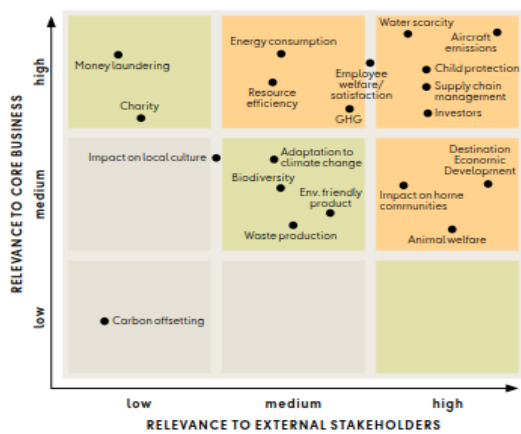 Water scarcity
Aircraft
emissions
Energy consumption
Money laundering
Employee
welfare/
satisfaction
Child protection
Resource
efficiency
Supply chain
management
Charity
GHG
Investors
Impact on local culture
Adaptation to
climate change
Destination
Economic
Development
Biodiversity
Env. friendly
product
Impact on home
communities
Waste production
Animal welfare
Carbon offsetting
RELEVANCE TO CORE BUSINESS
high
medium
low
low
medium
high
RELEVANCE TO EXTERNAL STAKEHOLDERS